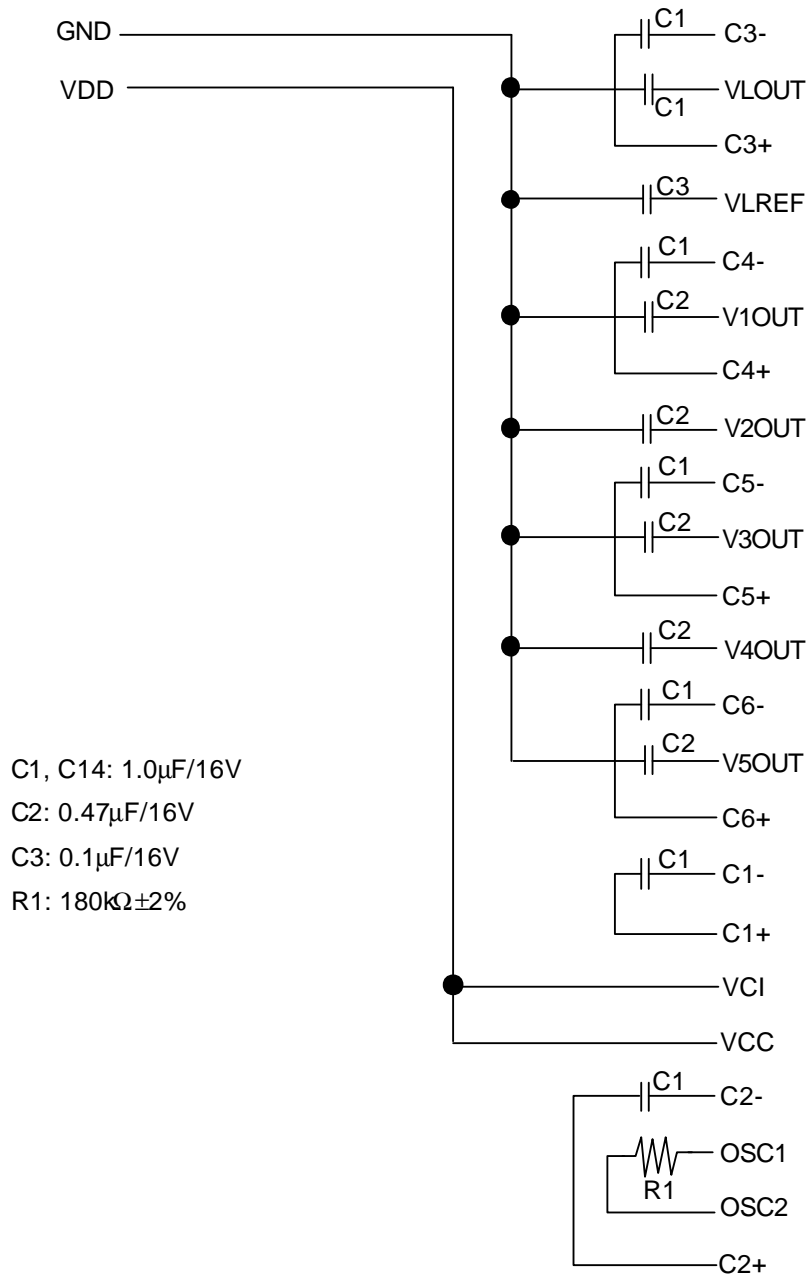 GND
VDD
C1 C3-
C1 VLOUT
C3+
C3 VLREF
C1 C4-
C2 V1OUT
C4+
C2 V2OUT
C1 C5-
C2 V3OUT
C5+
C2 V4OUT
C1 C6-
C2 V5OUT
C6+
C1 C1-
C1+
VCI
VCC
C1 C2-
OSC1
R1
OSC2
C2+
C1, C14: 1.0μF/16V
C2: 0.47μF/16V
C3: 0.1μF/16V
R1: 180kΩ±2%